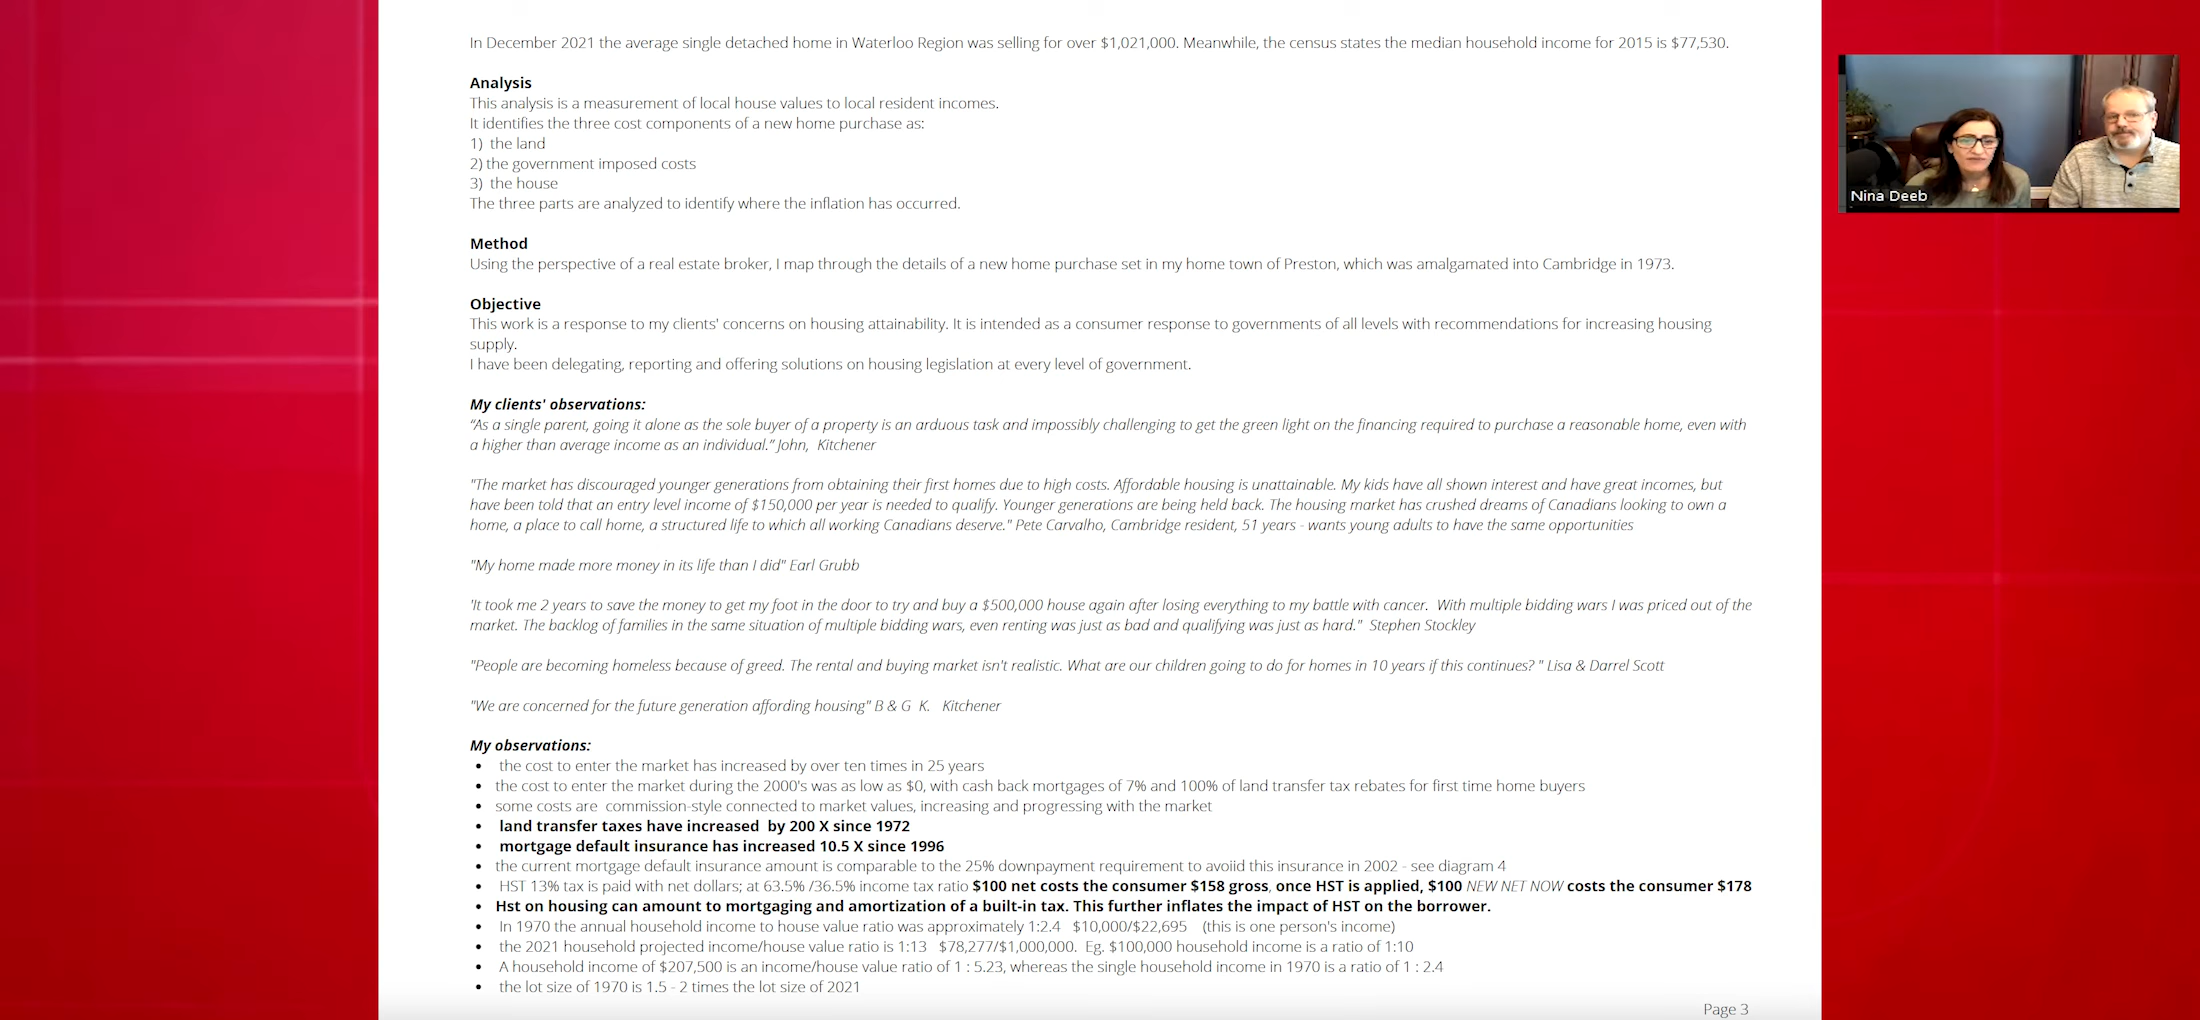 In December 2021 the average single detached home in Waterloo Region was selling for over $1,021,000. Meanwhile, the census states the median household income for 2015 is $77,530.
Analysis
This analysis is a measurement of local house values to local resident incomes.
It identifies the three cost components of a new home purchase as:
1) the land
2) the government imposed costs
3) the house
The three parts are analyzed to identify where the inflation has occurred.
Method
Using the perspective of a real estate broker, I map through the details of a new home purchase set in my home town of Preston, which was amalgamated into Cambridge in 1973.
Objective
This work is a response to my clients' concerns on housing attainability. It is intended as a consumer response to governments of all levels with recommendations for increasing housing
supply.
I have been delegating, reporting and offering solutions on housing legislation at every level of government.
My clients' observations:
“As a single parent, going it alone as the sole buyer of a property is an arduous task and impossibly challenging to get the green light on the financing required to purchase a reasonable home, even with
a higher than average income as an individual.” John, Kitchener
"The market has discouraged younger generations from obtaining their first homes due to high costs. Affordable housing is unattainable. My kids have all shown interest and have great incomes, but
have been told that an entry level income of $150,000 per year is needed to qualify. Younger generations are being held back. The housing market has crushed dreams of Canadians looking to own a
home, a place to call home, a structured life to which all working Canadians deserve." Pete Carvalho, Cambridge resident, 51 years - wants young adults to have the same opportunities
"My home made more money in its life than I did" Earl Grubb
'It took me 2 years to save the money to get my foot in the door to try and buy a $500,000 house again after losing everything to my battle with cancer. With multiple bidding wars I was priced out of the
market. The backlog of families in the same situation of multiple bidding wars, even renting was just as bad and qualifying was just as hard." Stephen Stockley
"People are becoming homeless because of greed. The rental and buying market isn't realistic. What are our children going to do for homes in 10 years if this continues? " Lisa & Darrel Scott
"We are concerned for the future generation affording housing" B & G K. Kitchener
My observations:
• the cost to enter the market has increased by over ten times in 25 years
• the cost to enter the market during the 2000's was as low as $0, with cash back mortgages of 7% and 100% of land transfer tax rebates for first time home buyers
• some costs are commission-style connected to market values, increasing and progressing with the market
• land transfer taxes have increased by 200 X since 1972
• mortgage default insurance has increased 10.5 X since 1996
• the current mortgage default insurance amount is comparable to the 25% downpayment requirement to avoiid this insurance in 2002 - see diagram 4
• HST 13% tax is paid with net dollars; at 63.5% /36.5% income tax ratio $100 net costs the consumer $158 gross, once HST is applied, $100 NEW NET NOW costs the consumer $178
• Hst on housing can amount to mortgaging and amortization of a built-in tax. This further inflates the impact of HST on the borrower.
• In 1970 the annual household income to house value ratio was approximately 1:2.4 $10,000/$22,695 (this is one person's income)
• the 2021 household projected income/house value ratio is 1:13 $78,277/$1,000,000. Eg. $100,000 household income is a ratio of 1:10
• A household income of $207,500 is an income/house value ratio of 1 : 5.23, whereas the single household income in 1970 is a ratio of 1 : 2.4
• the lot size of 1970 is 1.5 - 2 times the lot size of 2021
Page 3
Nina Deeb